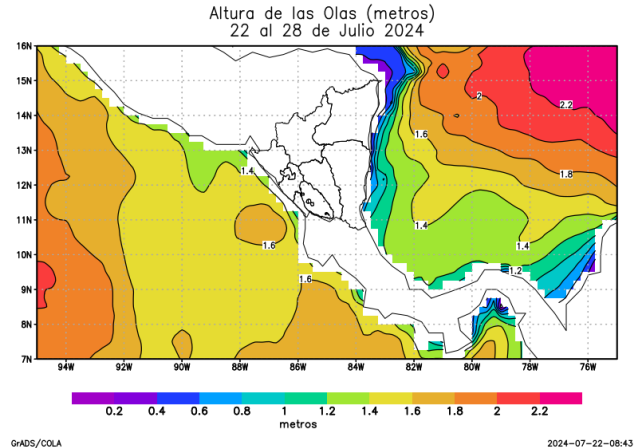 Altura de las Olas (metros)
22 al 28 de Julio 2024
16N
15N
14N
13N
12N
11N
10N
9N
8N
7N
2
2.2
1.6
1.8
1.4
1.4
1.4
1.6
1.2
1.6
94W 92W 90W 88W 86W 84W 82W 80W 78W 76W
0.2 0.4 0.6 0.8 1 1.2 1.4 1.6 1.8 2 2.2
metros
GrADS/COLA 2024-07-22-08:43